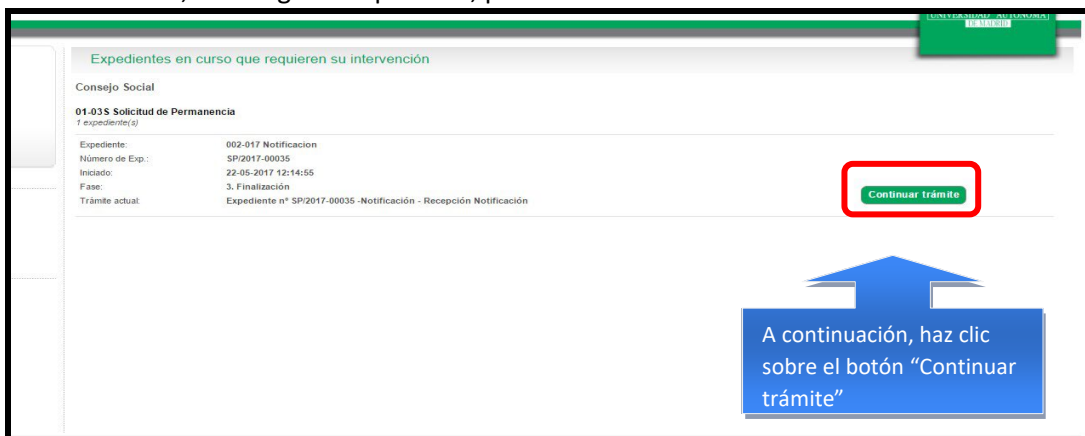 UNIVERSIDAD AUTONOMA
DE MADRID
Expedientes en curso que requieren su intervención
Consejo Social
01-03S Solicitud de Permanencia
1 expediente(s)
Expediente: 002-017 Notificacion
Número de Exp.: SP/2017-00035
Iniciado: 22-05-2017 12:14:55
Fase: 3. Finalización
Trámite actual: Expediente nº SP/2017-00035 -Notificación - Recepción Notificación
Continuar trámite
A continuación, haz clic
sobre el botón “Continuar
trámite”